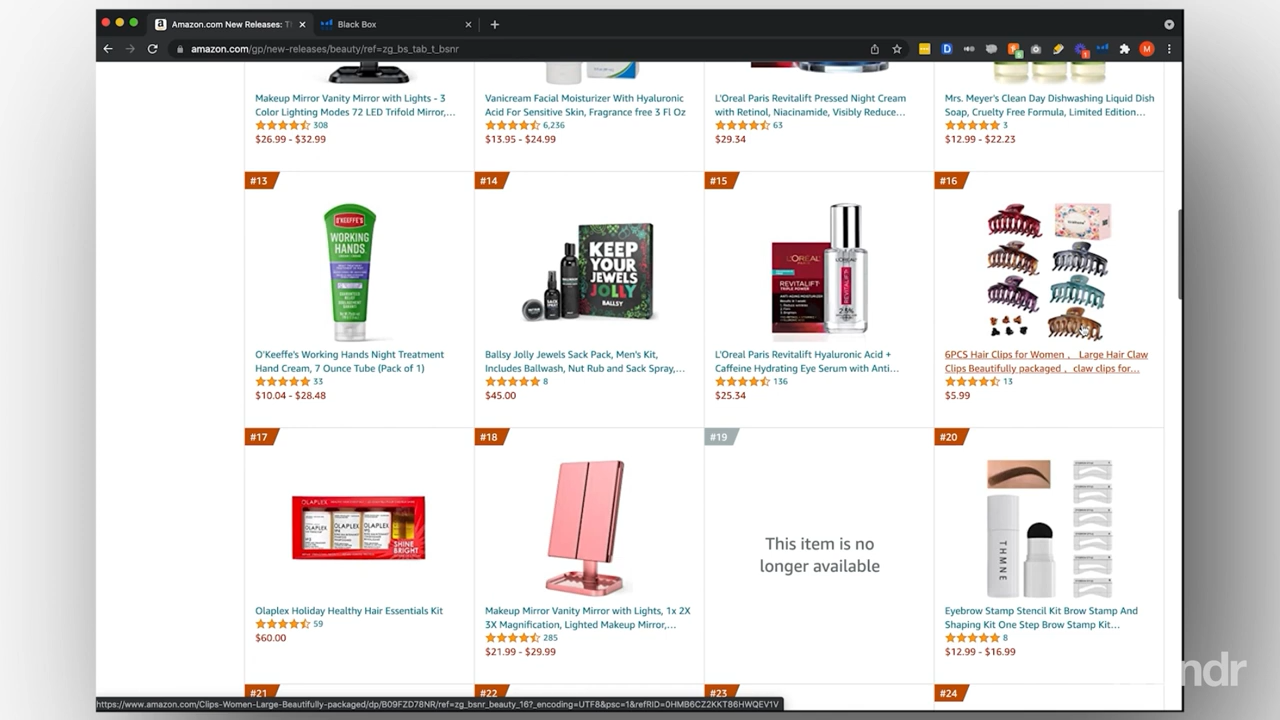 Amazon.com New Releases: T
Black Box
amazon.com/gp/new-releases/beauty/ref=zg_bs_tab_t_bsnr
Makeup Mirror Vanity Mirror with Lights - 3
Color Lighting Modes 72 LED Trifold Mirror,...
308
$26.99 - $32.99
Vanicream Facial Moisturizer With Hyaluronic
Acid For Sensitive Skin, Fragrance free 3 Fl Oz
6,236
$13.95 - $24.99
L'Oreal Paris Revitalift Pressed Night Cream
with Retinol, Niacinamide, Visibly Reduce...
63
$29.34
Mrs. Meyer's Clean Day Dishwashing Liquid Dish
Soap, Cruelty Free Formula, Limited Edition...
3
$12.99 - $22.23
#13
O'KEEFFE'S
WORKING
HANDS
O'Keeffe's Working Hands Night Treatment
Hand Cream, 7 Ounce Tube (Pack of 1)
33
$10.04 - $28.48
#14
KEEP
YOUR
JEWELS
JOLLY
BALLSY
Ballsy Jolly Jewels Sack Pack, Men's Kit,
Includes Ballwash, Nut Rub and Sack Spray,...
8
$45.00
#15
L'OREAL
REVITALIFT
TRIPLE POWER
L'Oreal Paris Revitalift Hyaluronic Acid +
Caffeine Hydrating Eye Serum with Anti...
136
$25.34
#16
6PCS Hair Clips for Women ， Large Hair Claw
Clips Beautifully packaged ，claw clips for...
13
$5.99
#17
OLAPLEX
SHINE
BRIGHT
Olaplex Holiday Healthy Hair Essentials Kit
59
$60.00
#18
Makeup Mirror Vanity Mirror with Lights, 1x 2X
3X Magnification, Lighted Makeup Mirror,...
285
$21.99 - $29.99
#19
This item is no
longer available
#20
THMNE
Eyebrow Stamp Stencil Kit Brow Stamp And
Shaping Kit One Step Brow Stamp Kit...
8
$12.99 - $16.99
#21
#22
#23
#24
https://www.amazon.com/Clips-Women-Large-Beautifully-packaged/dp/B09FZD78NR/ref=zg_bsnr_beauty_16?_encoding=UTF8&psc=1&refRID=0HMB6CZ2KKT86HWQEV1V
ndr